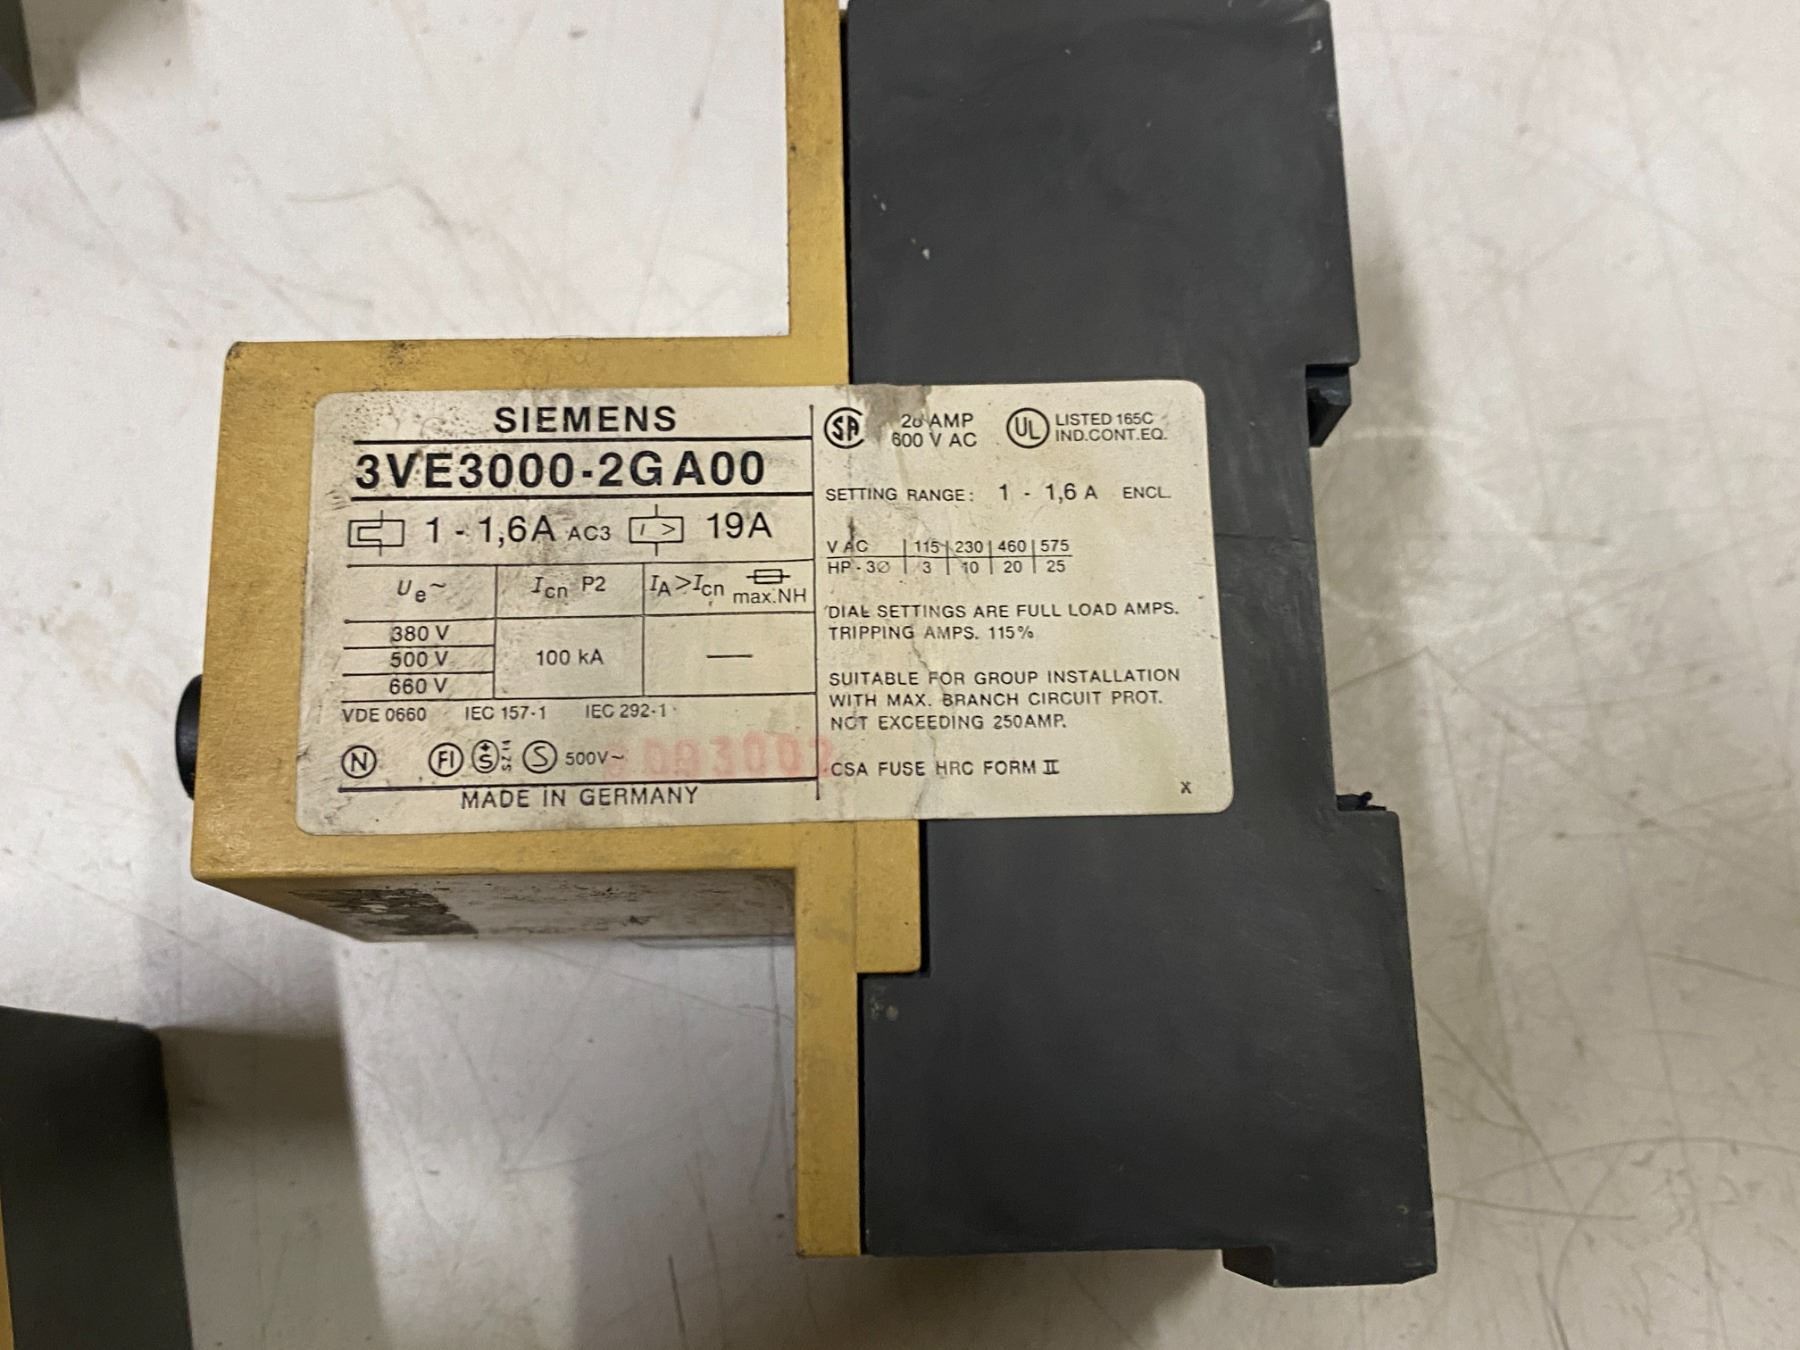 SIEMENS
3VE3000-2GA00
1 - 1,6A AC3 I > 19A
Ue~ Icn P2 IA>Icn max.NH
380 V
500 V 100 kA —
660 V
VDE 0660 IEC 157-1 IEC 292-1
N FI +S S 500V~
MADE IN GERMANY
SA AMP
600 V AC
UL LISTED 165C
IND.CONT.EQ.
SETTING RANGE: 1 - 1,6 A ENCL.
V AC | 115 | 230 | 460 | 575
HP - 3Ø | 3 | 10 | 20 | 25
DIAL SETTINGS ARE FULL LOAD AMPS.
TRIPPING AMPS. 115%
SUITABLE FOR GROUP INSTALLATION
WITH MAX. BRANCH CIRCUIT PROT.
NOT EXCEEDING 250AMP.
CSA FUSE HRC FORM II
X